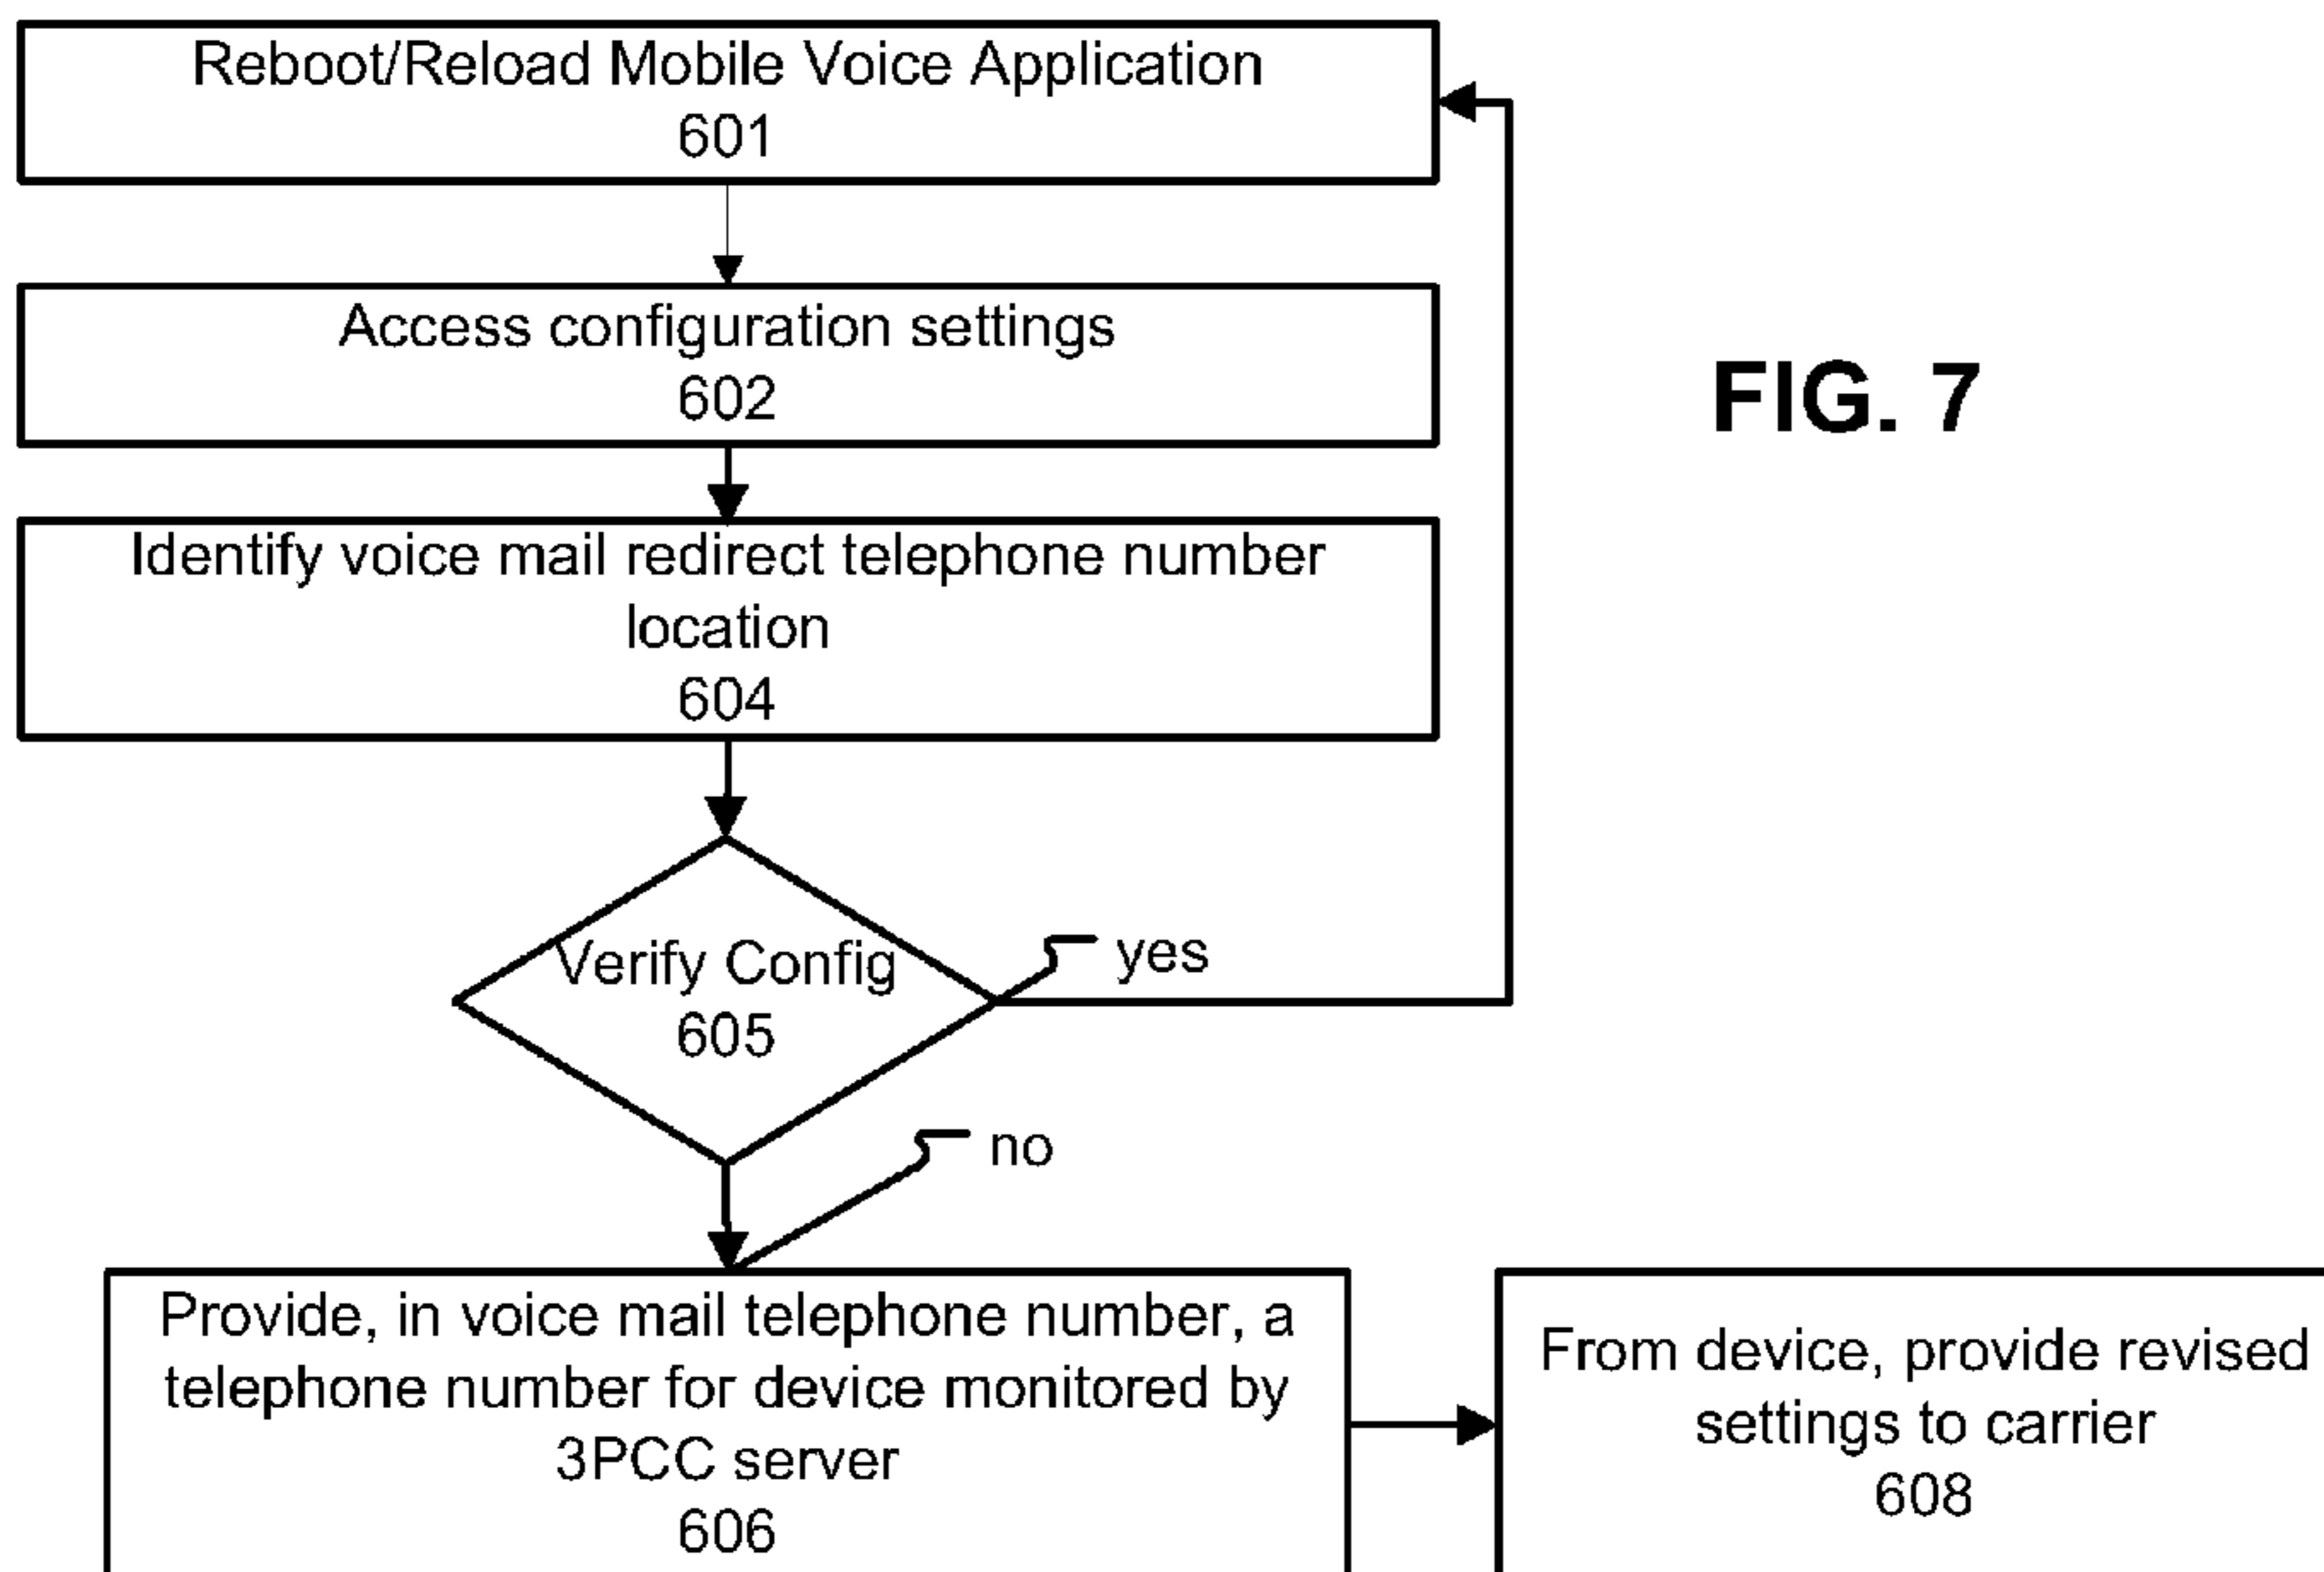 Reboot/Reload Mobile Voice Application
601
Access configuration settings
602
FIG. 7
Identify voice mail redirect telephone number
location
604
Verify Config
605
yes
no
Provide, in voice mail telephone number, a
telephone number for device monitored by
3PCC server
606
From device, provide revised
settings to carrier
608